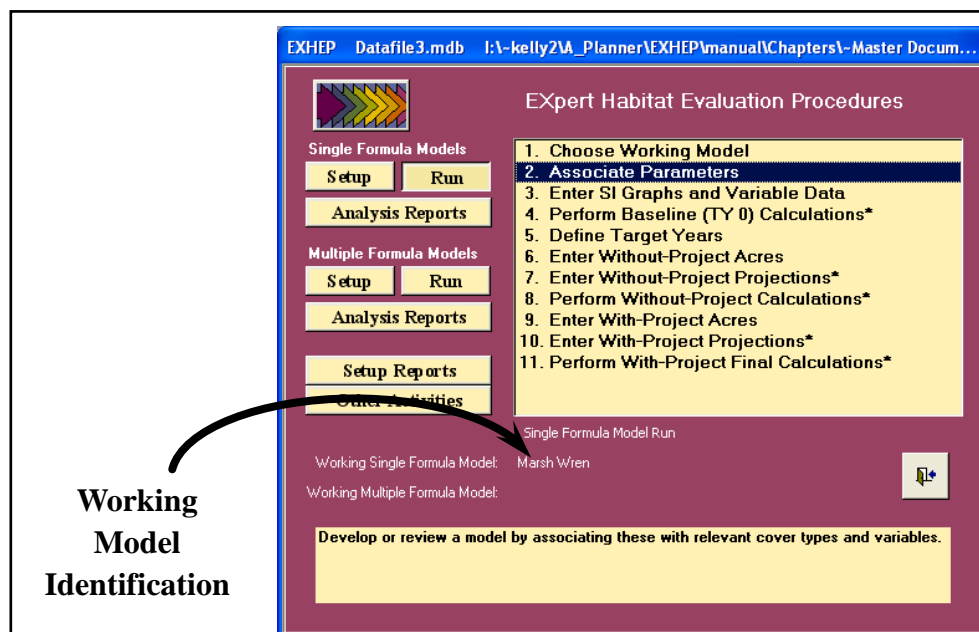 EXHEP Datafile3.mdb I:\~kelly2\A_Planner\EXHEP\manual\Chapters\~Master Docum...
EXpert Habitat Evaluation Procedures
Single Formula Models
Setup Run
Analysis Reports
Multiple Formula Models
Setup Run
Analysis Reports
Setup Reports
Other Activities
1. Choose Working Model
2. Associate Parameters
3. Enter SI Graphs and Variable Data
4. Perform Baseline (TY 0) Calculations*
5. Define Target Years
6. Enter Without-Project Acres
7. Enter Without-Project Projections*
8. Perform Without-Project Calculations*
9. Enter With-Project Acres
10. Enter With-Project Projections*
11. Perform With-Project Final Calculations*
Single Formula Model Run
Working Single Formula Model: Marsh Wren
Working Multiple Formula Model:
Develop or review a model by associating these with relevant cover types and variables.
Working
Model
Identification